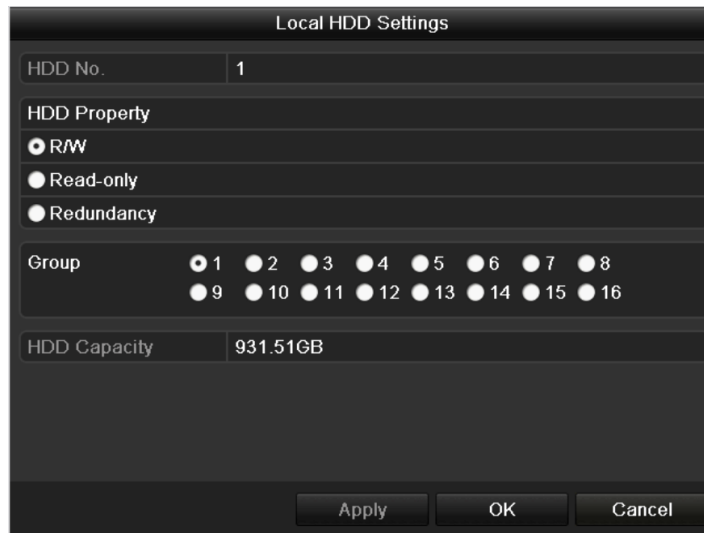 Local HDD Settings
HDD No. 1
HDD Property
R/W
Read-only
Redundancy
Group 1 2 3 4 5 6 7 8
9 10 11 12 13 14 15 16
HDD Capacity 931.51GB
Apply OK Cancel